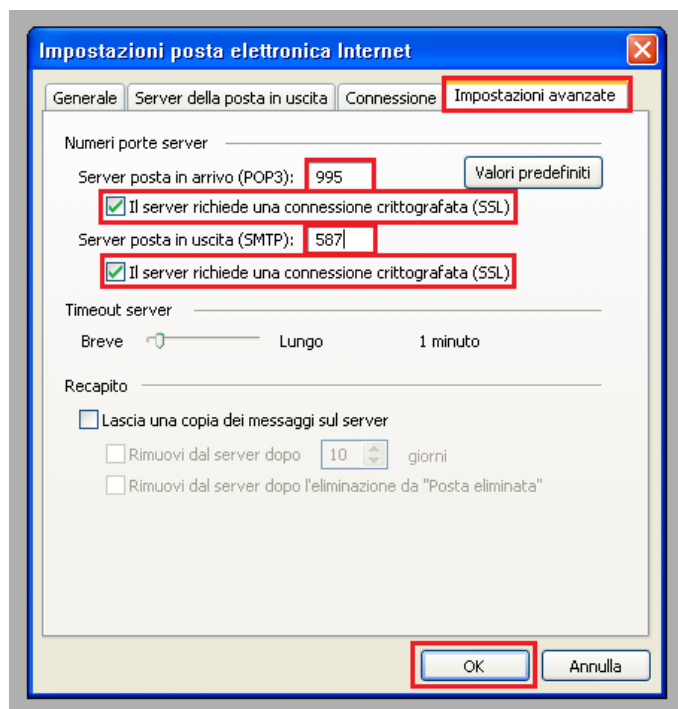 Impostazioni posta elettronica Internet
Generale Server della posta in uscita Connessione Impostazioni avanzate
Numeri porte server
Server posta in arrivo (POP3): 995 Valori predefiniti
Il server richiede una connessione crittografata (SSL)
Server posta in uscita (SMTP): 587
Il server richiede una connessione crittografata (SSL)
Timeout server
Breve Lungo 1 minuto
Recapito
Lascia una copia dei messaggi sul server
Rimuovi dal server dopo 10 giorni
Rimuovi dal server dopo l'eliminazione da "Posta eliminata"
OK Annulla